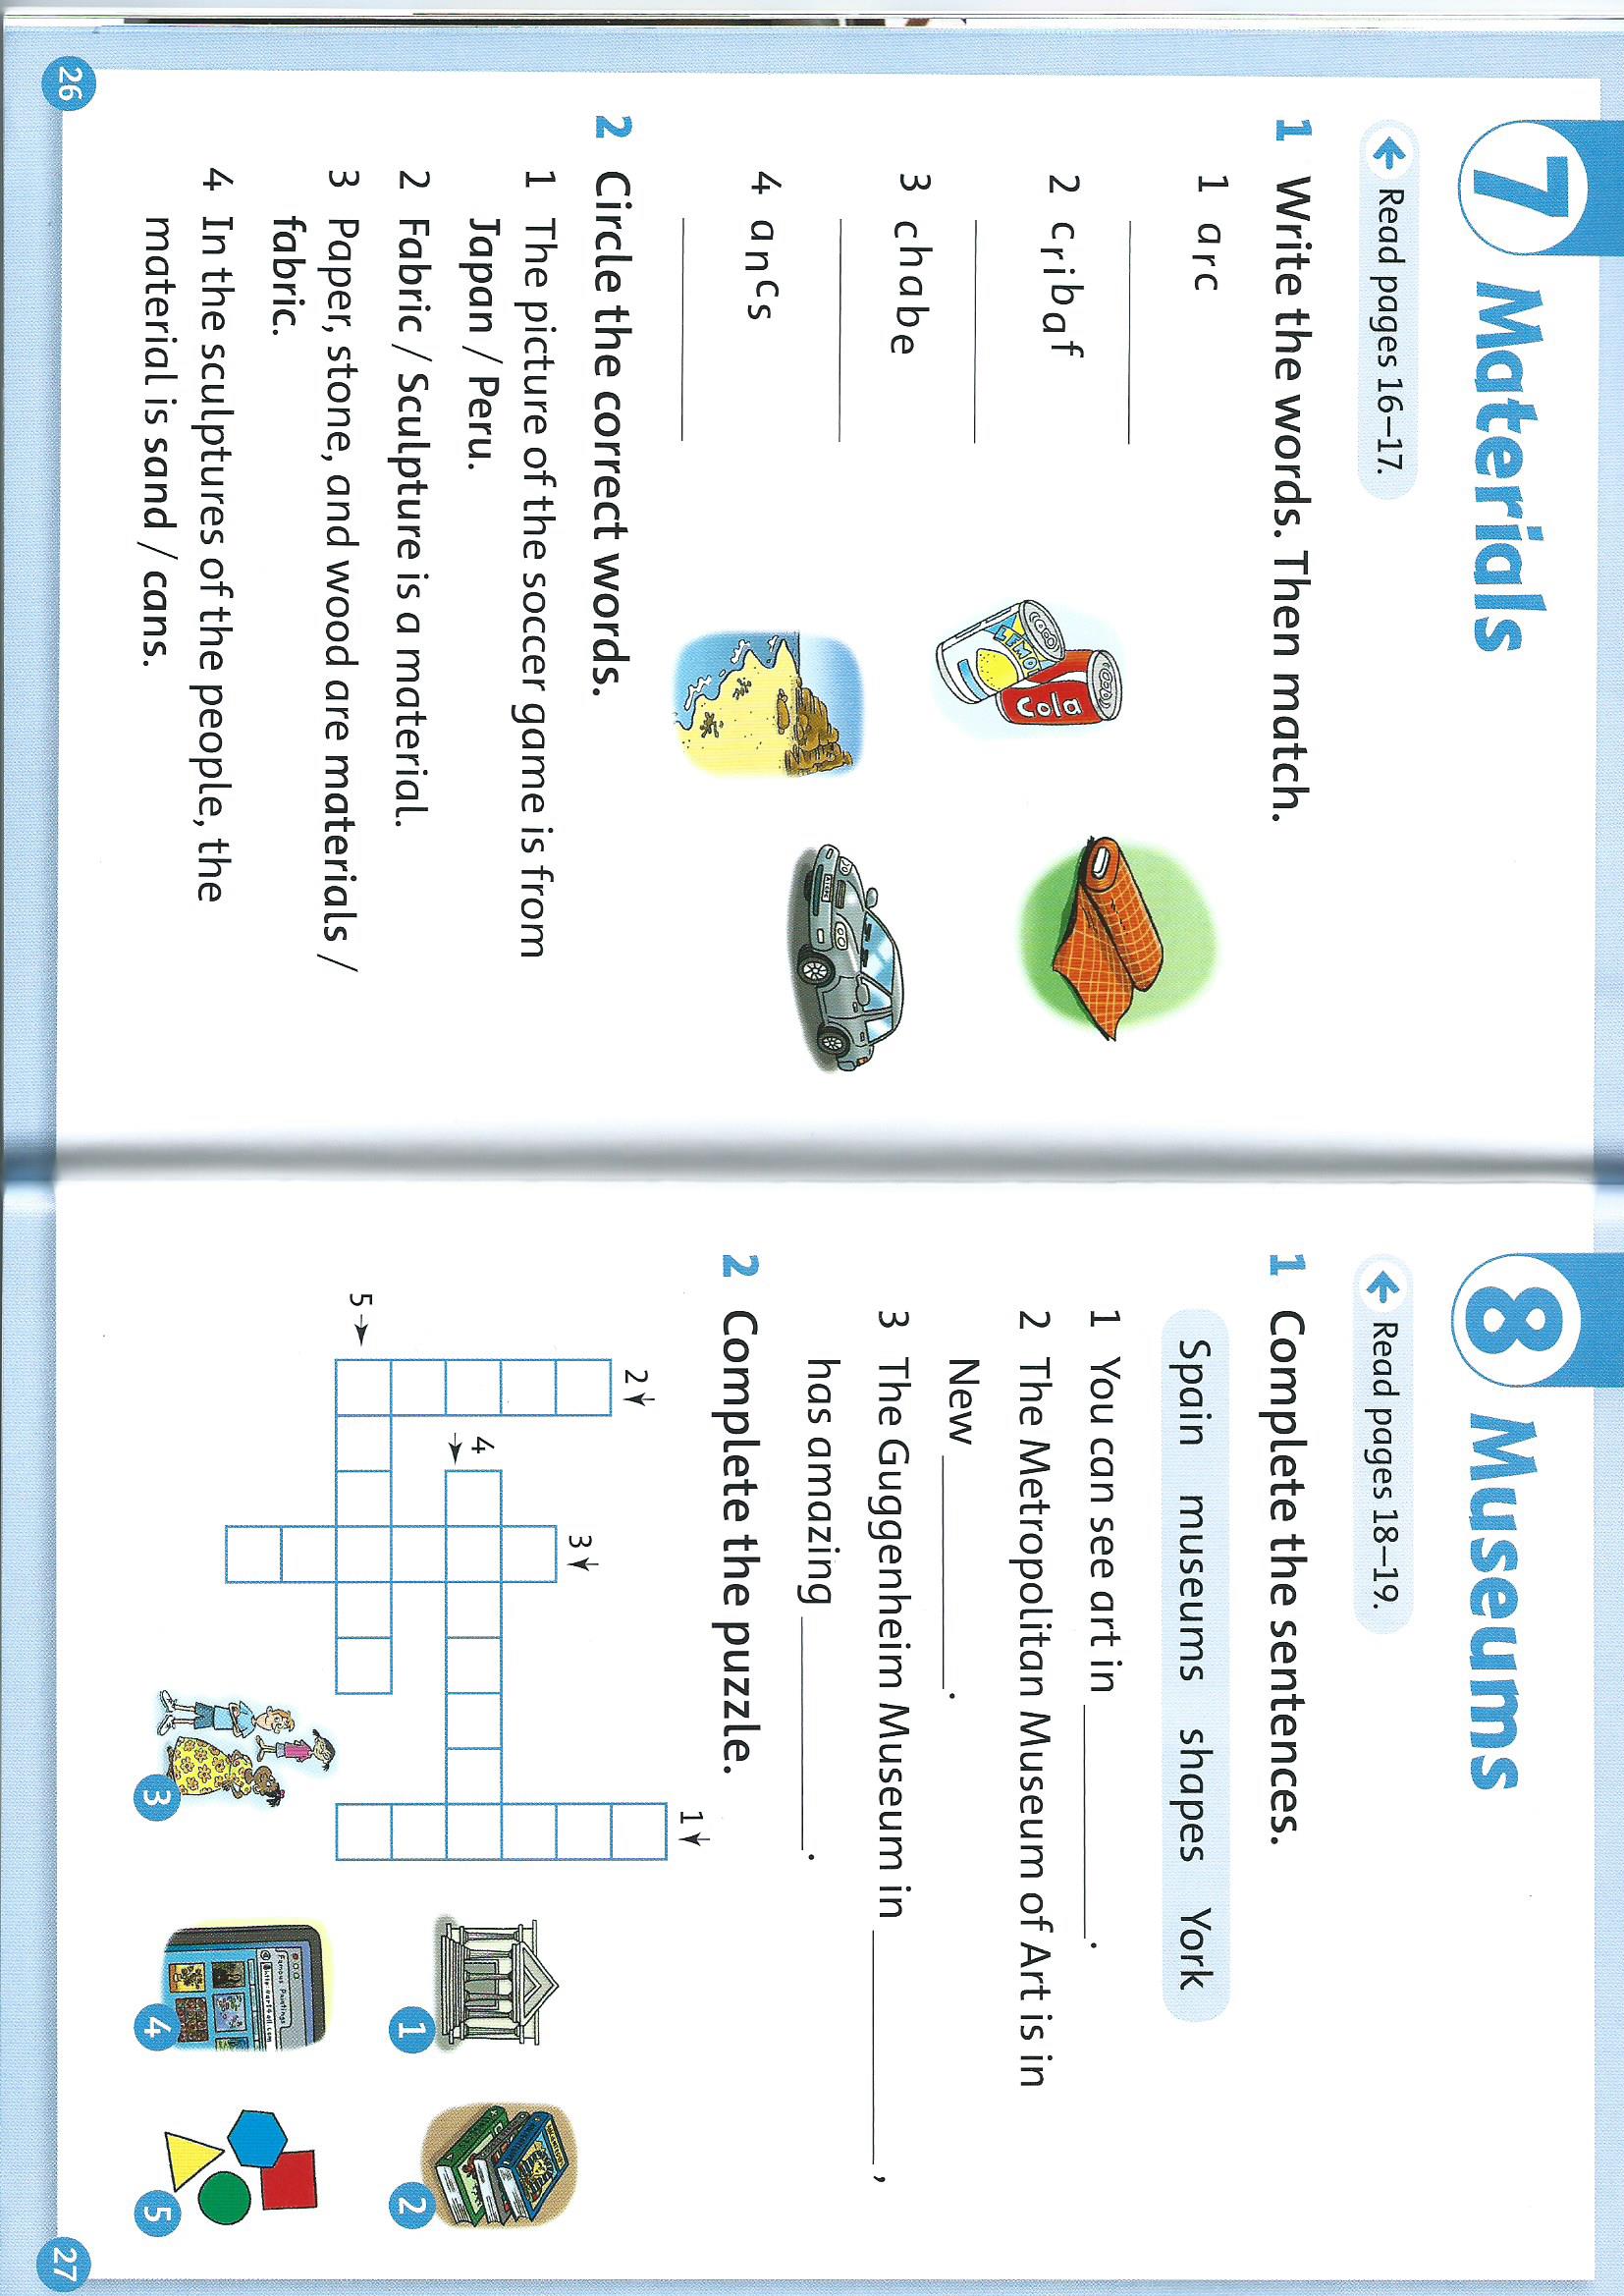 7 Materials
← Read pages 16–17.
1 Write the words. Then match.
1 arc
2 cribaf
3 chabe
4 ancs
LEMO
Cola
2 Circle the correct words.
1 The picture of the soccer game is from
Japan / Peru.
2 Fabric / Sculpture is a material.
3 Paper, stone, and wood are materials /
fabric.
4 In the sculptures of the people, the
material is sand / cans.
26
8 Museums
← Read pages 18–19.
1 Complete the sentences.
Spain museums shapes York
1 You can see art in ______.
2 The Metropolitan Museum of Art is in
New ______.
3 The Guggenheim Museum in ______,
has amazing ______.
2 Complete the puzzle.
1
2
3
4
5
1
2
3
Famous Paintings
4
5
27